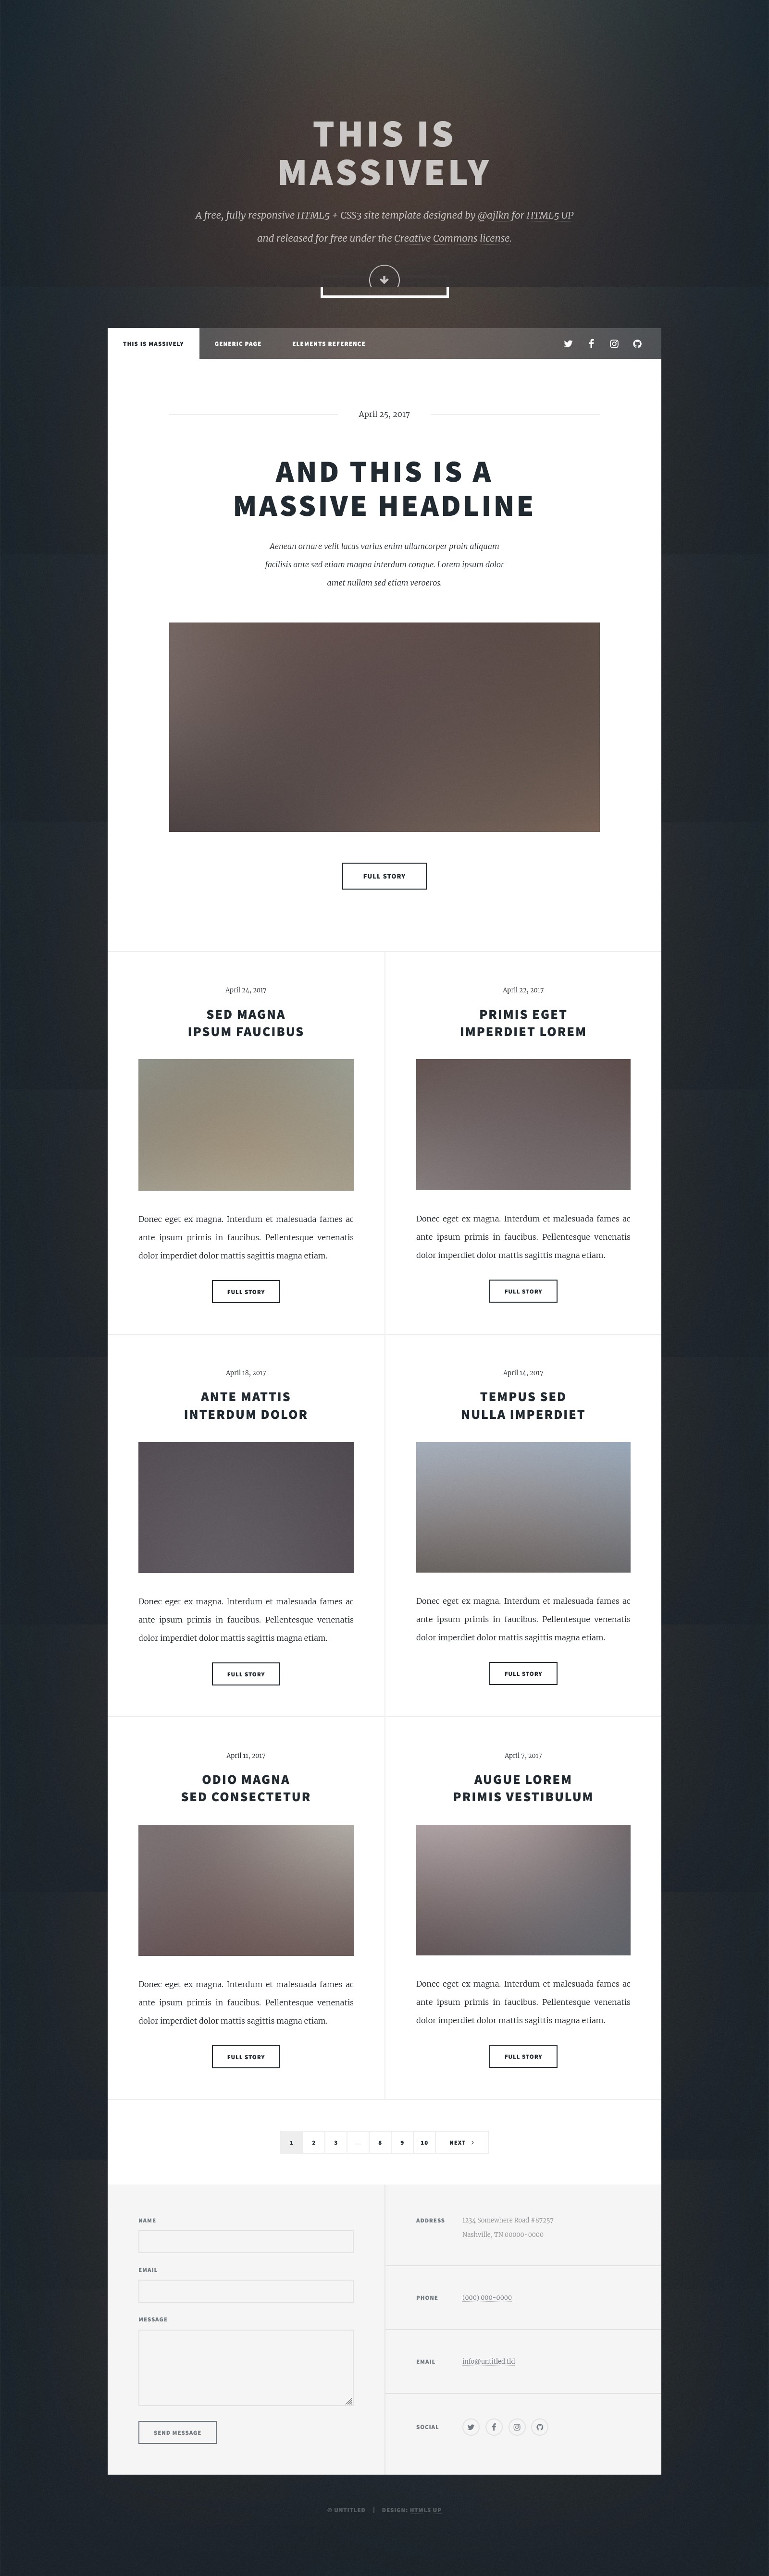 THIS IS
MASSIVELY
A free, fully responsive HTML5 + CSS3 site template designed by @ajlkn for HTML5 UP
and released for free under the Creative Commons license.
THIS IS MASSIVELY
GENERIC PAGE
ELEMENTS REFERENCE
April 25, 2017
AND THIS IS A
MASSIVE HEADLINE
Aenean ornare velit lacus varius enim ullamcorper proin aliquam
facilisis ante sed etiam magna interdum congue. Lorem ipsum dolor
amet nullam sed etiam veroeros.
FULL STORY
April 24, 2017
SED MAGNA
IPSUM FAUCIBUS
Donec eget ex magna. Interdum et malesuada fames ac
ante ipsum primis in faucibus. Pellentesque venenatis
dolor imperdiet dolor mattis sagittis magna etiam.
FULL STORY
April 22, 2017
PRIMIS EGET
IMPERDIET LOREM
Donec eget ex magna. Interdum et malesuada fames ac
ante ipsum primis in faucibus. Pellentesque venenatis
dolor imperdiet dolor mattis sagittis magna etiam.
FULL STORY
April 18, 2017
ANTE MATTIS
INTERDUM DOLOR
Donec eget ex magna. Interdum et malesuada fames ac
ante ipsum primis in faucibus. Pellentesque venenatis
dolor imperdiet dolor mattis sagittis magna etiam.
FULL STORY
April 14, 2017
TEMPUS SED
NULLA IMPERDIET
Donec eget ex magna. Interdum et malesuada fames ac
ante ipsum primis in faucibus. Pellentesque venenatis
dolor imperdiet dolor mattis sagittis magna etiam.
FULL STORY
April 11, 2017
ODIO MAGNA
SED CONSECTETUR
Donec eget ex magna. Interdum et malesuada fames ac
ante ipsum primis in faucibus. Pellentesque venenatis
dolor imperdiet dolor mattis sagittis magna etiam.
FULL STORY
April 7, 2017
AUGUE LOREM
PRIMIS VESTIBULUM
Donec eget ex magna. Interdum et malesuada fames ac
ante ipsum primis in faucibus. Pellentesque venenatis
dolor imperdiet dolor mattis sagittis magna etiam.
FULL STORY
1 2 3 … 8 9 10 NEXT
NAME
EMAIL
MESSAGE
SEND MESSAGE
ADDRESS 1234 Somewhere Road #87257
Nashville, TN 00000-0000
PHONE (000) 000-0000
EMAIL info@untitled.tld
SOCIAL
© UNTITLED | DESIGN: HTML5 UP